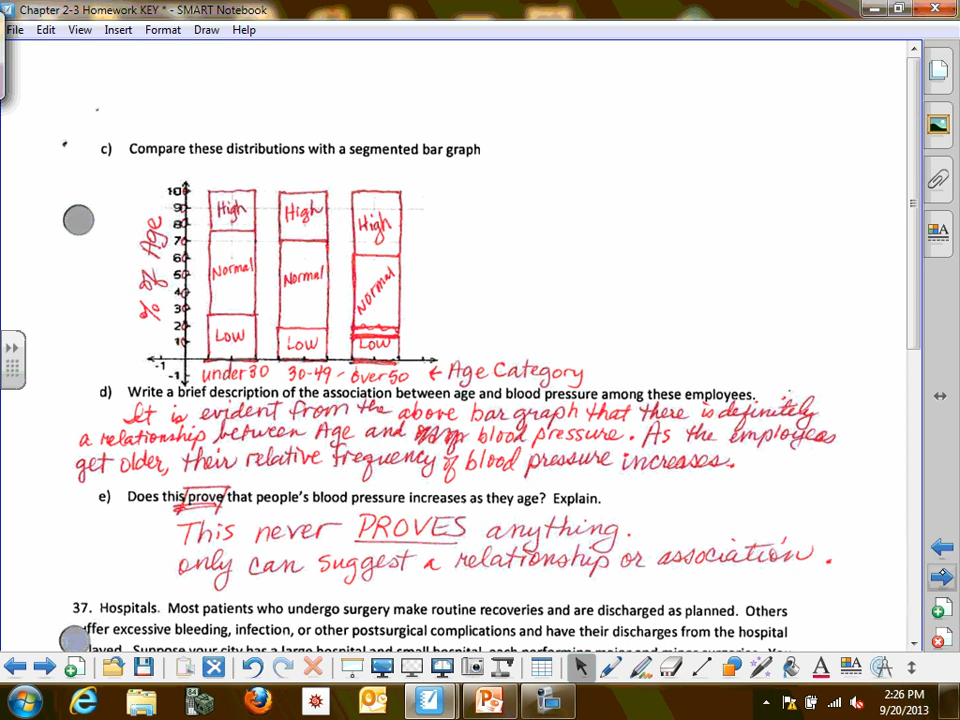 Chapter 2-3 Homework KEY * - SMART Notebook
File Edit View Insert Format Draw Help
c) Compare these distributions with a segmented bar graph
% of Age
100
90
80
70
60
50
40
30
20
10
-1
-1
High High High
Normal Normal Normal
Low Low Low
under 30 30-49 - over 50 ← Age Category
d) Write a brief description of the association between age and blood pressure among these employees.
It is evident from the above bar graph that there is definitely
a relationship between Age and blood pressure. As the employees
get older, their relative frequency of blood pressure increases.
e) Does this prove that people's blood pressure increases as they age? Explain.
This never PROVES anything.
only can suggest a relationship or association.
37. Hospitals. Most patients who undergo surgery make routine recoveries and are discharged as planned. Others
suffer excessive bleeding, infection, or other postsurgical complications and have their discharges from the hospital
2:26 PM
9/20/2013